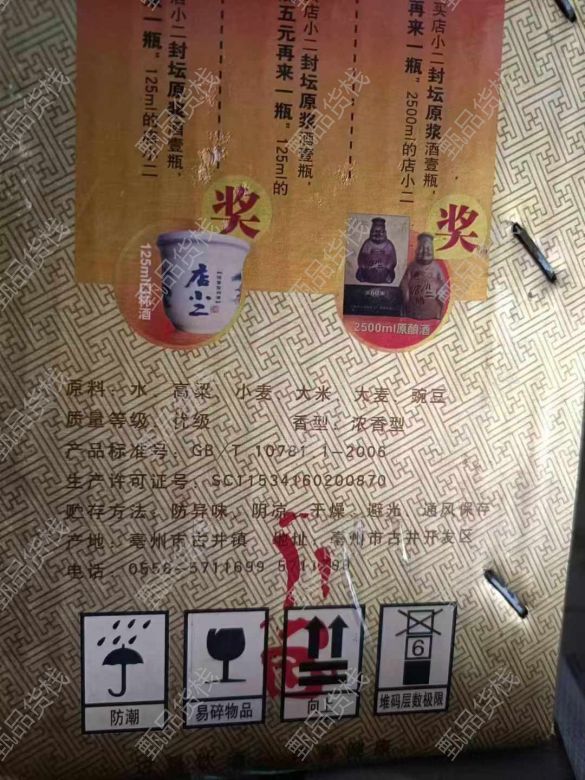 买店小二封坛原浆酒壹瓶，
再来一瓶"2500ml的店小二
店小二封坛原浆酒壹瓶，
五元再来一瓶"125ml的
店小二封坛原浆酒壹瓶，
一瓶"125ml的店小二
奖
奖
125ml口杯酒
店小二
2500ml原酿酒
原料：水、高粱、小麦、大米、大麦、豌豆
质量等级：优级 香型：浓香型
产品标准号：GB/T 10781.1-2006
生产许可证号：SC11534160200870
贮存方法：防异味、阴凉、干燥、避光、通风保存
产地：亳州市古井镇 地址：亳州市古井开发区
电话：0558-5711699
防潮
易碎物品
向上
6
堆码层数极限
甄品货栈